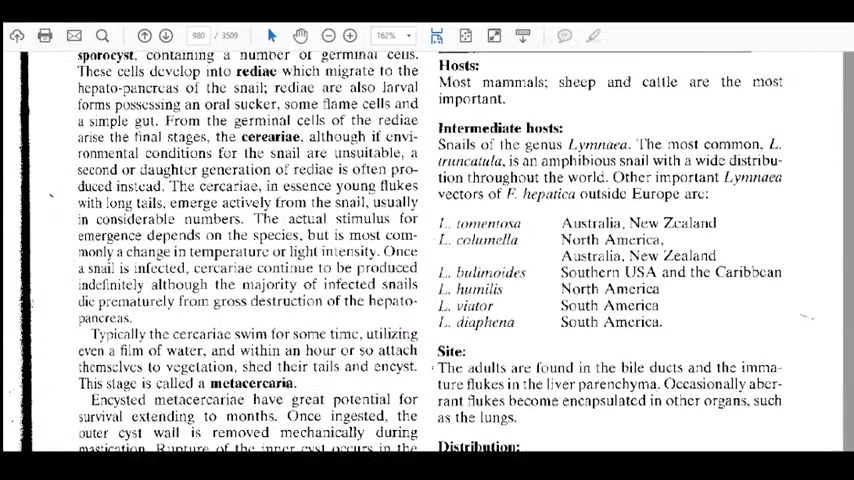 980 / 3509
162%
sporocyst, containing a number of germinal cells.
These cells develop into rediae which migrate to the
hepato-pancreas of the snail; rediae are also larval
forms possessing an oral sucker, some flame cells and
a simple gut. From the germinal cells of the rediae
arise the final stages, the cereariae, although if envi-
ronmental conditions for the snail are unsuitable, a
second or daughter generation of rediae is often pro-
duced instead. The cercariae, in essence young flukes
with long tails, emerge actively from the snail, usually
in considerable numbers. The actual stimulus for
emergence depends on the species, but is most com-
monly a change in temperature or light intensity. Once
a snail is infected, cercariae continue to be produced
indefinitely although the majority of infected snails
die prematurely from gross destruction of the hepato-
pancreas.
Typically the cercariae swim for some time, utilizing
even a film of water, and within an hour or so attach
themselves to vegetation, shed their tails and encyst.
This stage is called a metacercaria.
Encysted metacercariae have great potential for
survival extending to months. Once ingested, the
outer cyst wall is removed mechanically during
mastication. Rupture of the inner cyst occurs in the
Hosts:
Most mammals; sheep and cattle are the most
important.
Intermediate hosts:
Snails of the genus Lymnaea. The most common, L.
truncatula, is an amphibious snail with a wide distribu-
tion throughout the world. Other important Lymnaea
vectors of F. hepatica outside Europe are:
L. tomentosa Australia, New Zealand
L. columella North America,
Australia, New Zealand
L. bulimoides Southern USA and the Caribbean
L. humilis North America
L. viator South America
L. diaphena South America.
Site:
The adults are found in the bile ducts and the imma-
ture flukes in the liver parenchyma. Occasionally aber-
rant flukes become encapsulated in other organs, such
as the lungs.
Distribution: